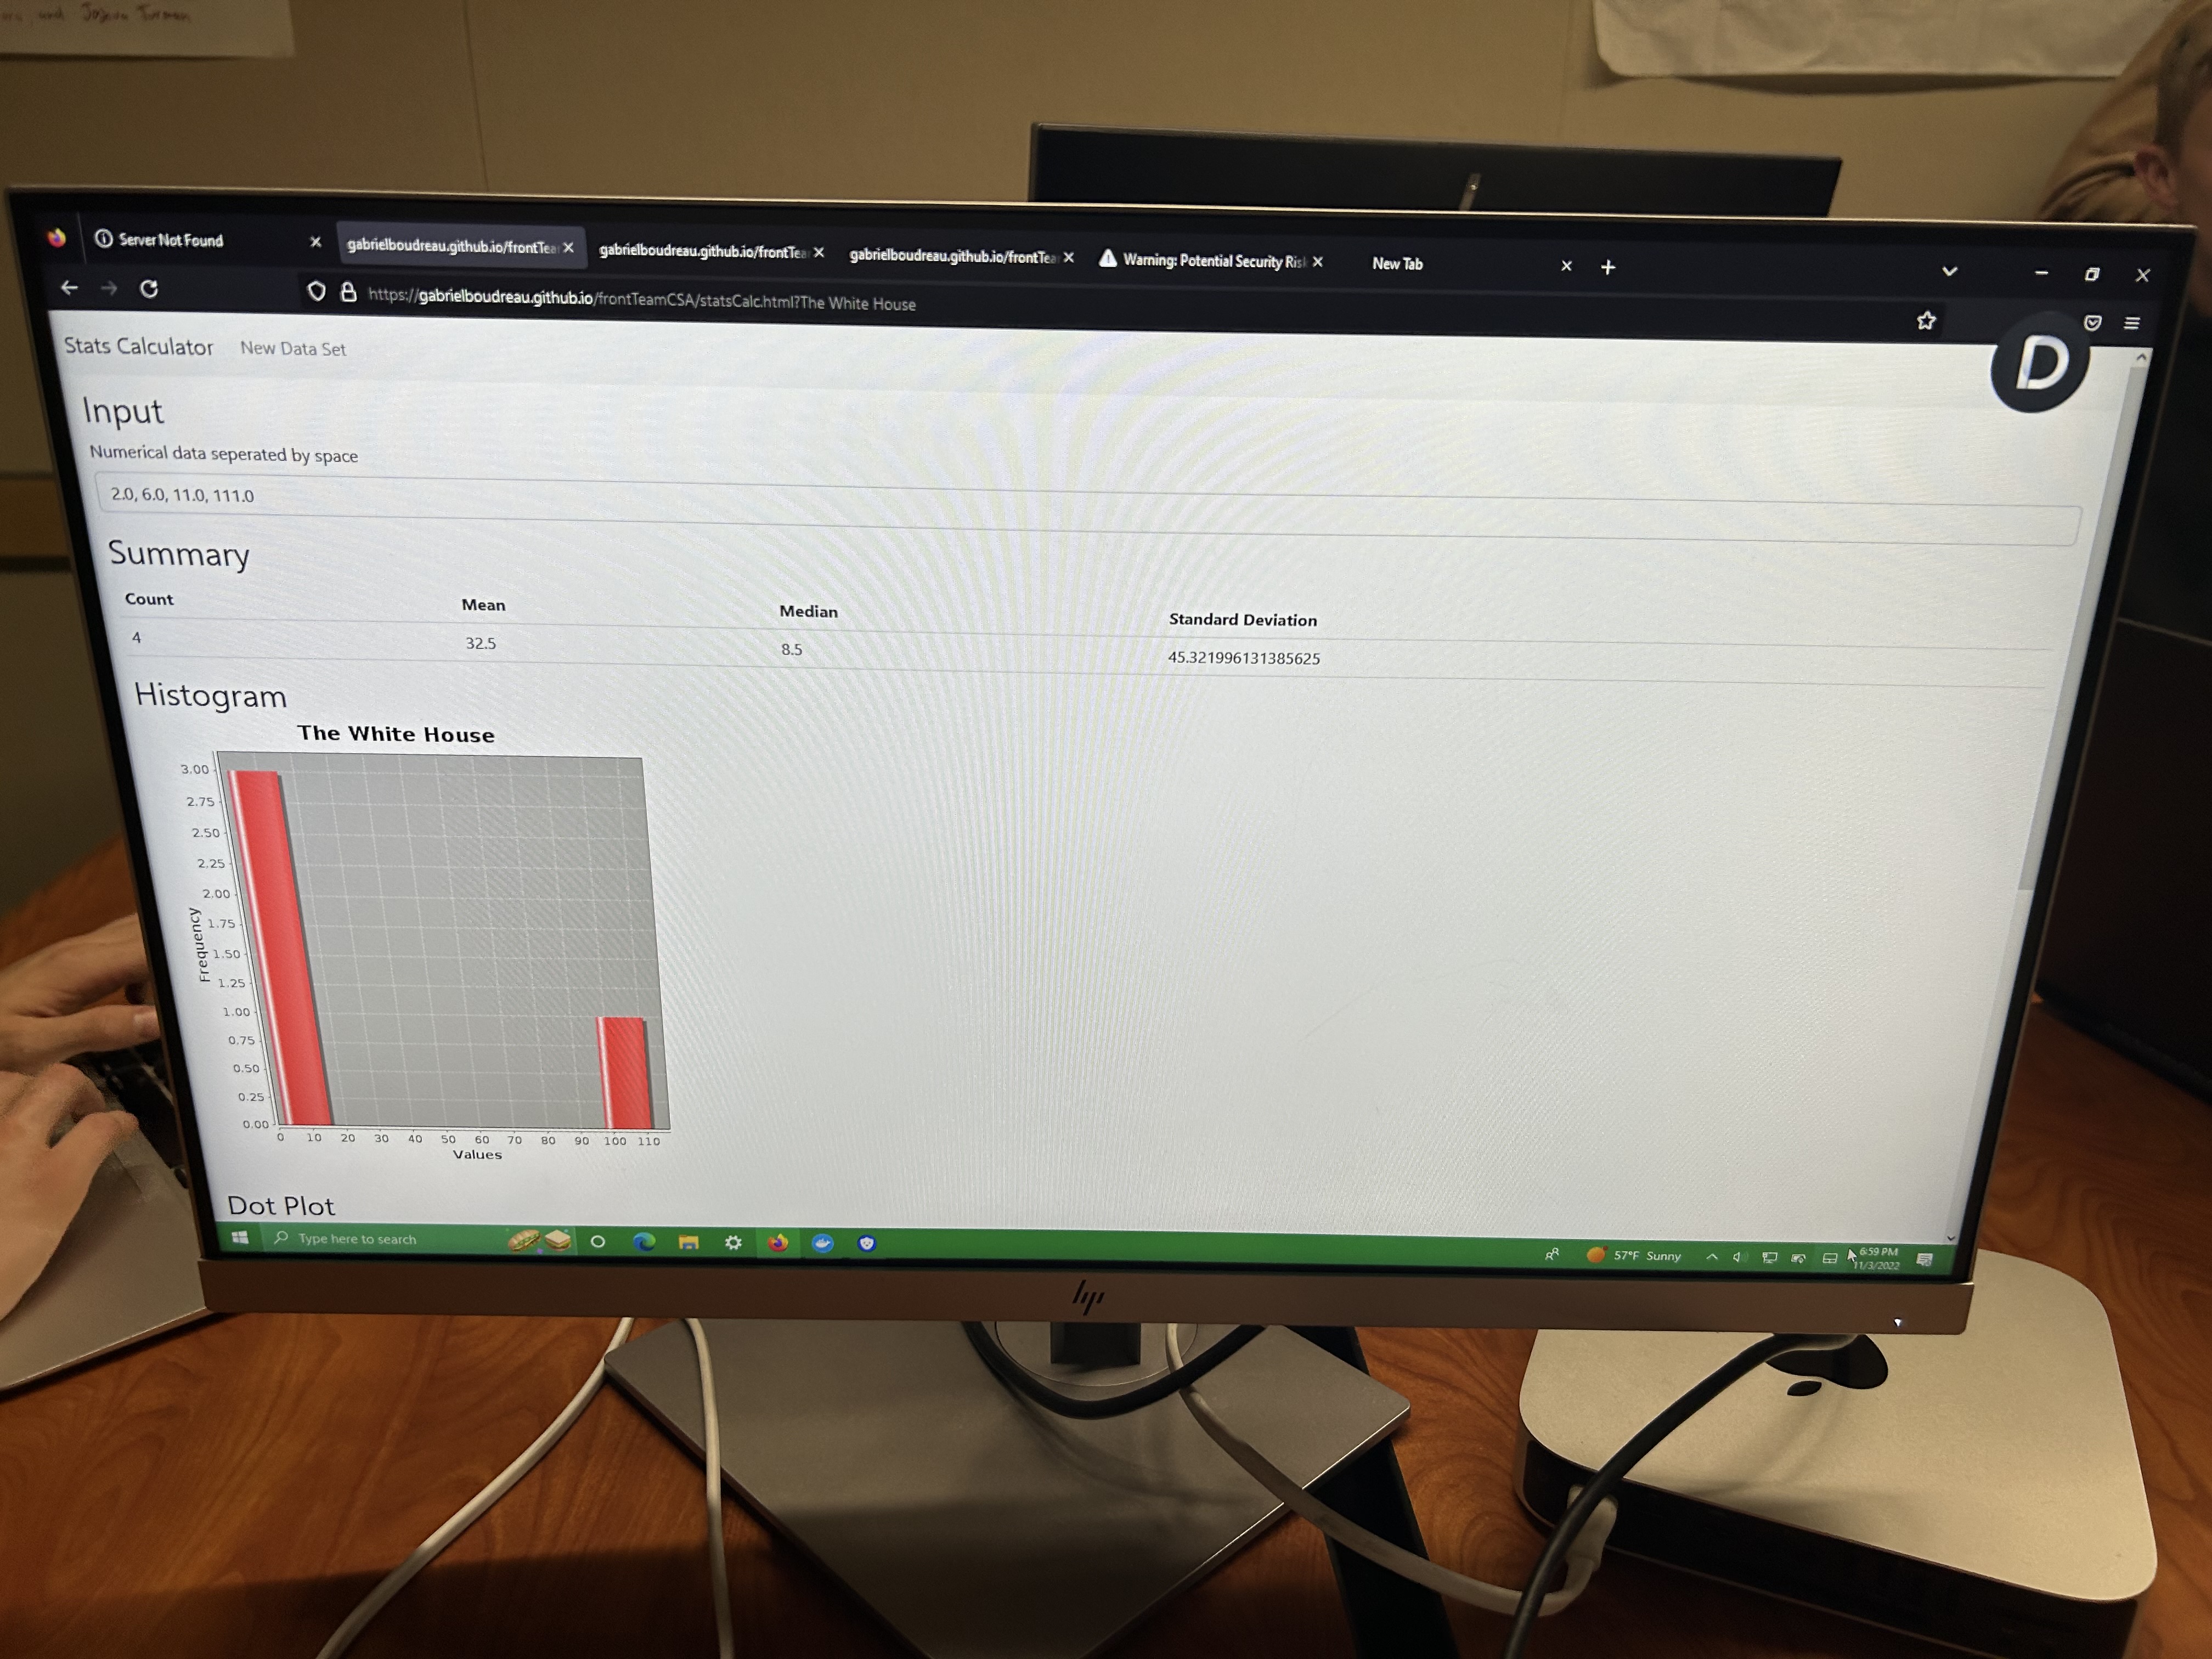 and Joshua Turman
Server Not Found
gabrielboudreau.github.io/frontTea
gabrielboudreau.github.io/frontTea
gabrielboudreau.github.io/frontTea
Warning: Potential Security Ris
New Tab
https://gabrielboudreau.github.io/frontTeamCSA/statsCalc.html?The White House
Stats Calculator New Data Set
D
Input
Numerical data seperated by space
2.0, 6.0, 11.0, 111.0
Summary
Count Mean Median Standard Deviation
4 32.5 8.5 45.321996131385625
Histogram
The White House
3.00
2.75
2.50
2.25
2.00
1.75
1.50
1.25
1.00
0.75
0.50
0.25
0.00
Frequency
0 10 20 30 40 50 60 70 80 90 100 110
Values
Dot Plot
Type here to search
57°F Sunny
6:59 PM
11/3/2022
hp